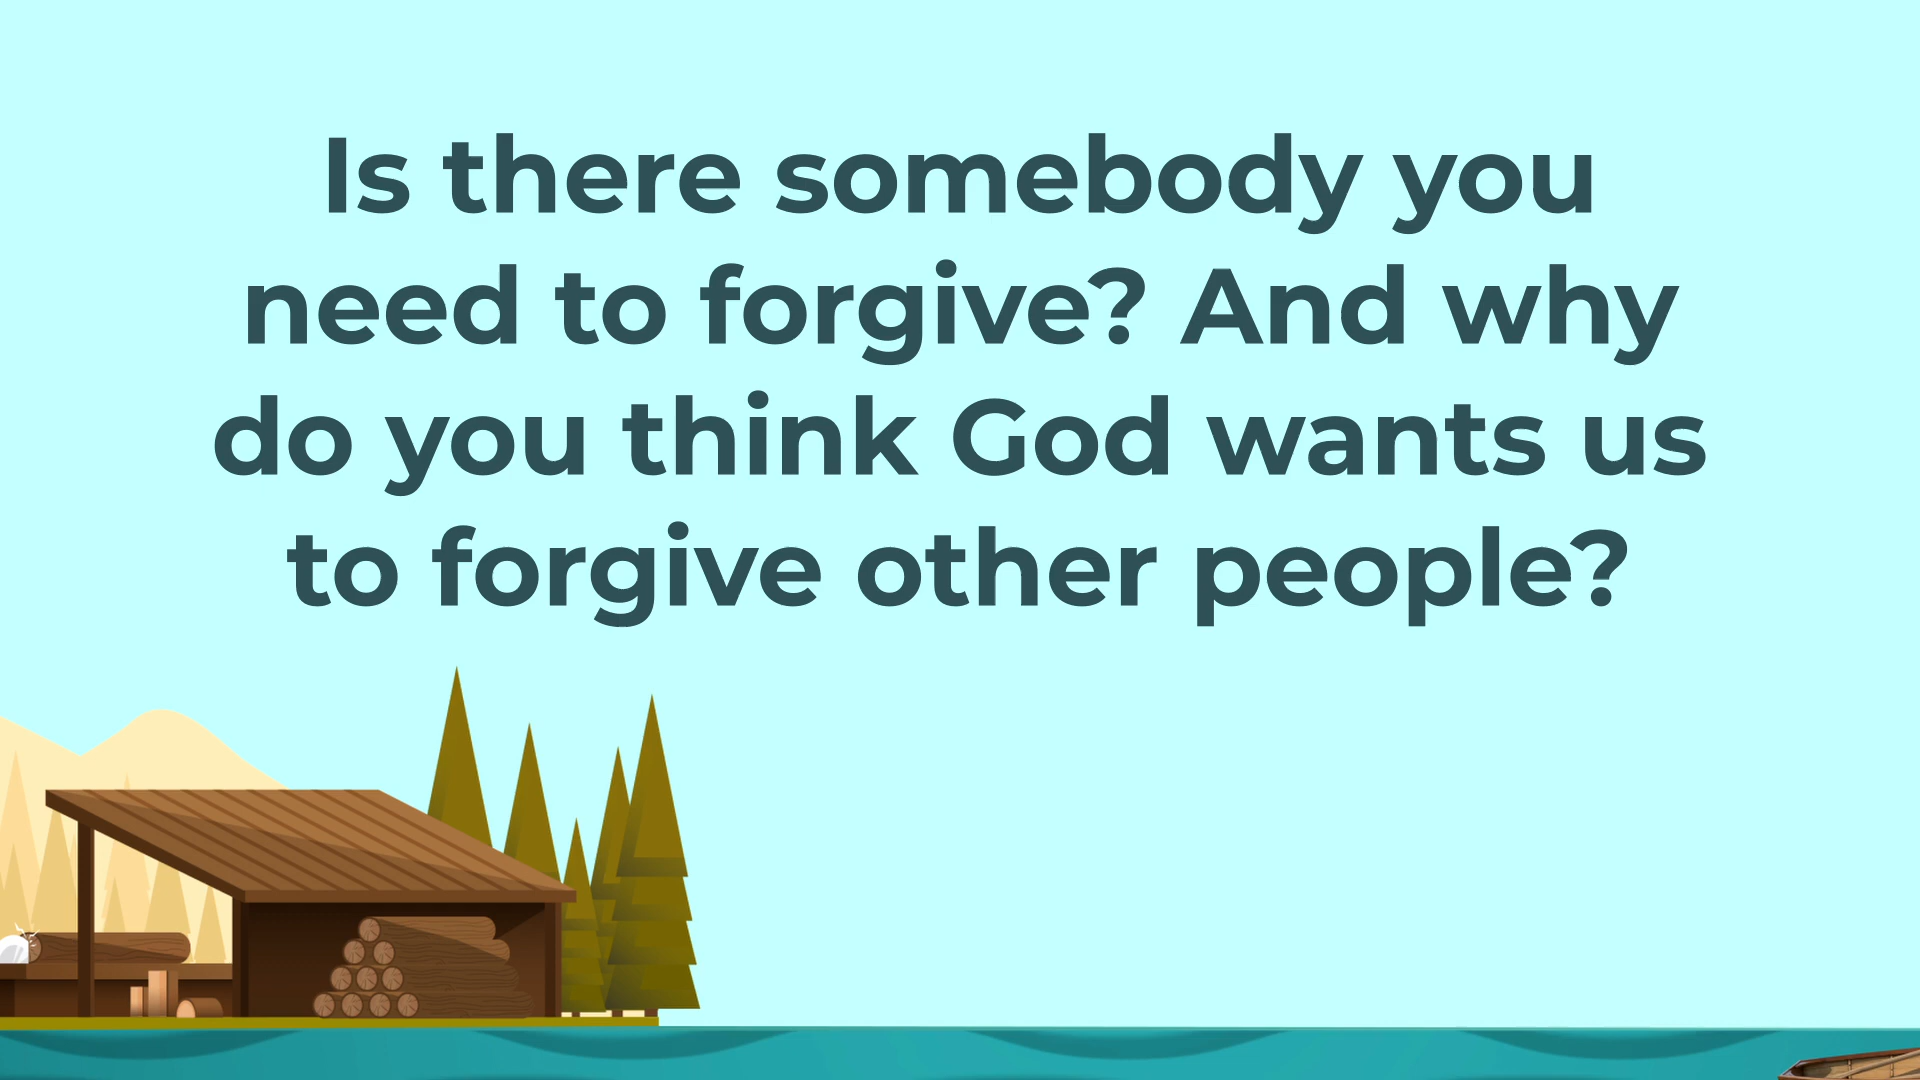 Is there somebody you
need to forgive? And why
do you think God wants us
to forgive other people?